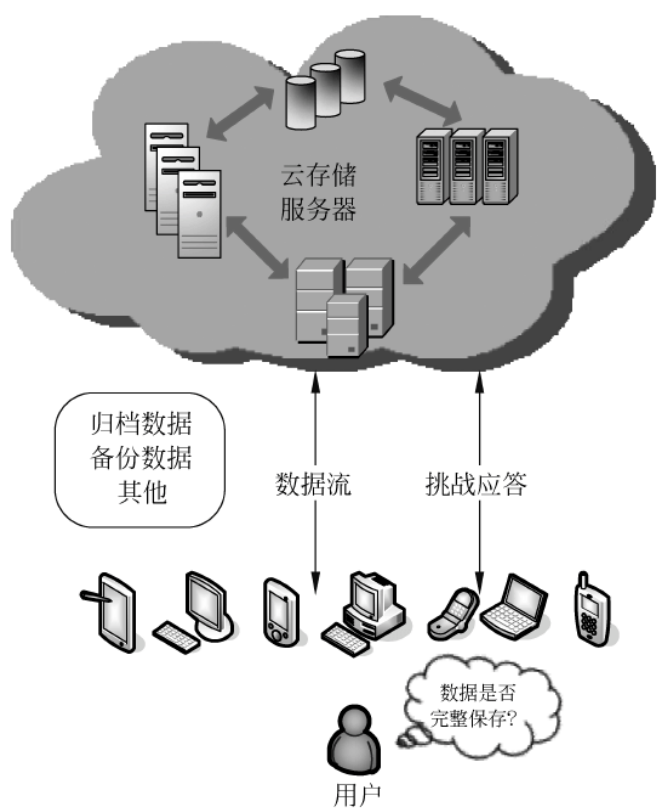 云存储
服务器
归档数据
备份数据
其他
数据流
挑战应答
数据是否
完整保存?
用户